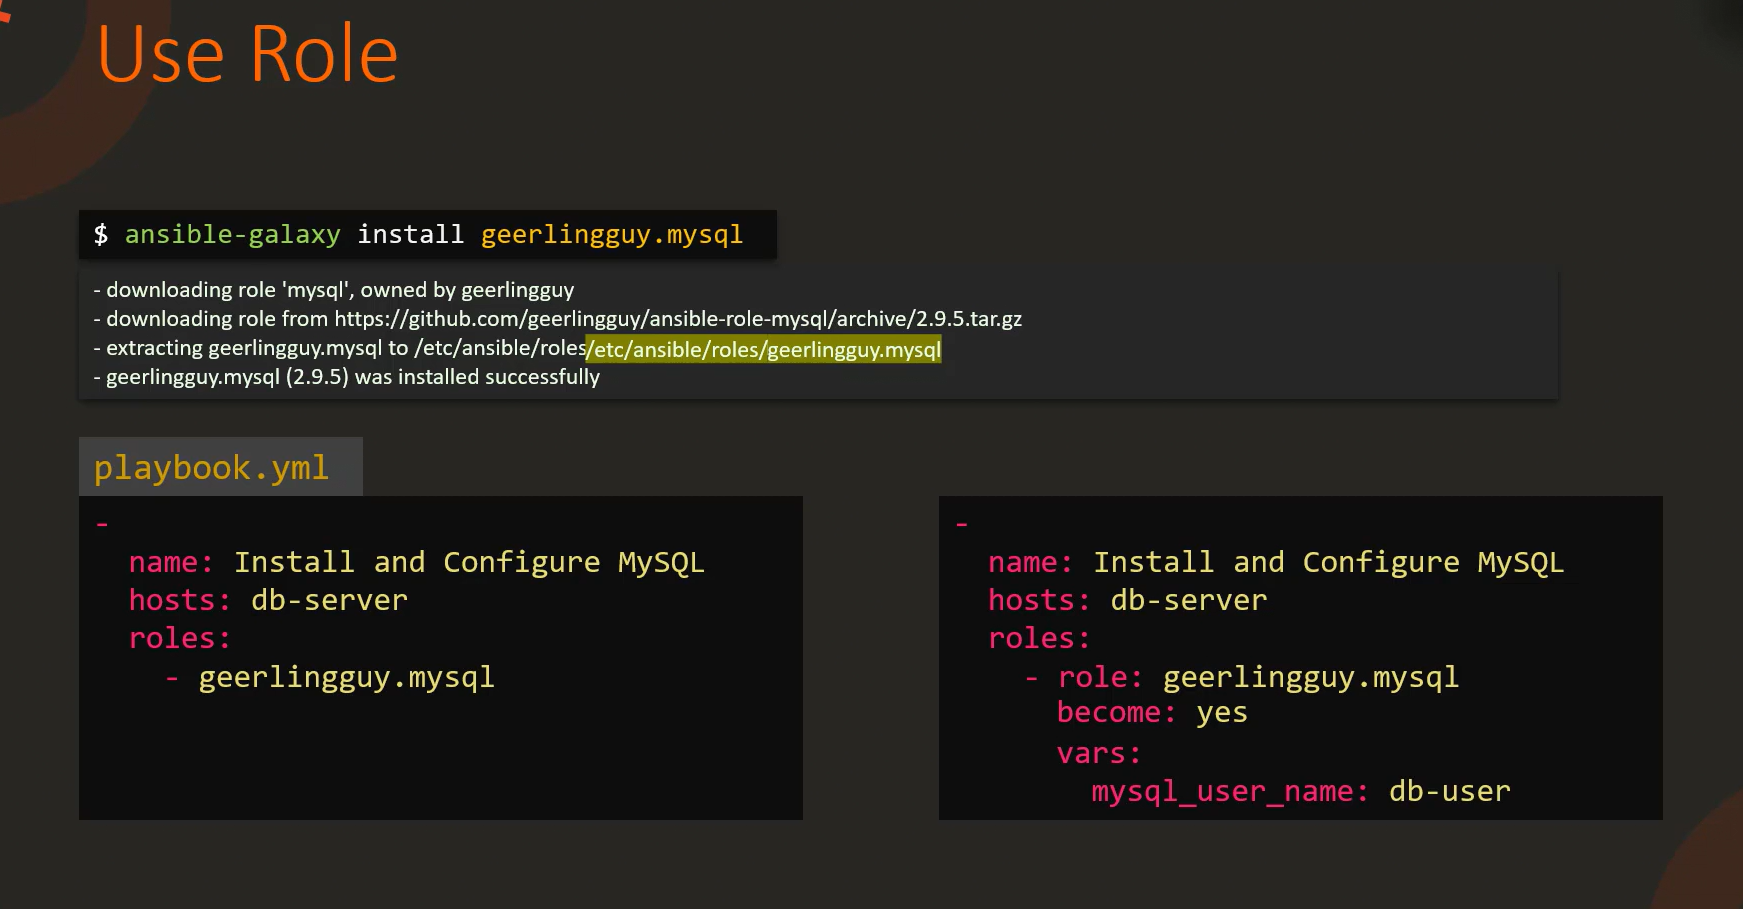 Use Role
$ ansible-galaxy install geerlingguy.mysql
- downloading role 'mysql', owned by geerlingguy
- downloading role from https://github.com/geerlingguy/ansible-role-mysql/archive/2.9.5.tar.gz
- extracting geerlingguy.mysql to /etc/ansible/roles/etc/ansible/roles/geerlingguy.mysql
- geerlingguy.mysql (2.9.5) was installed successfully
playbook.yml
-
name: Install and Configure MySQL
hosts: db-server
roles:
- geerlingguy.mysql
-
name: Install and Configure MySQL
hosts: db-server
roles:
- role: geerlingguy.mysql
become: yes
vars:
mysql_user_name: db-user